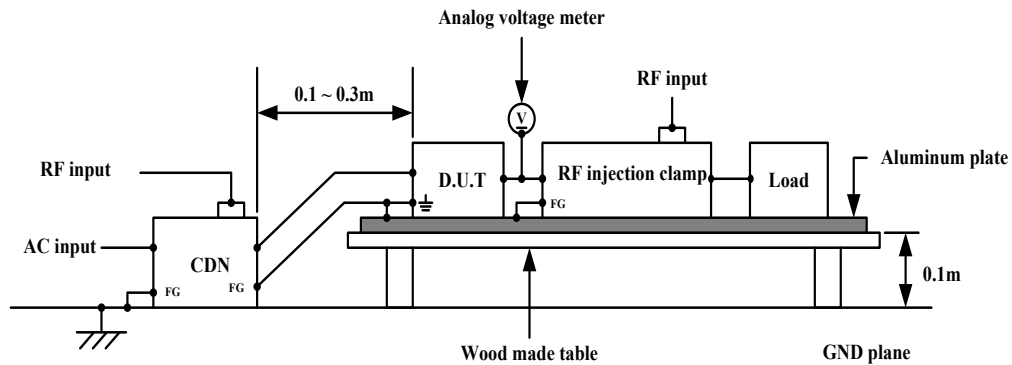 Analog voltage meter
RF input
0.1 ~ 0.3m
V
RF input
D.U.T
RF injection clamp
Load
Aluminum plate
FG
AC input
CDN
FG
FG
0.1m
Wood made table
GND plane